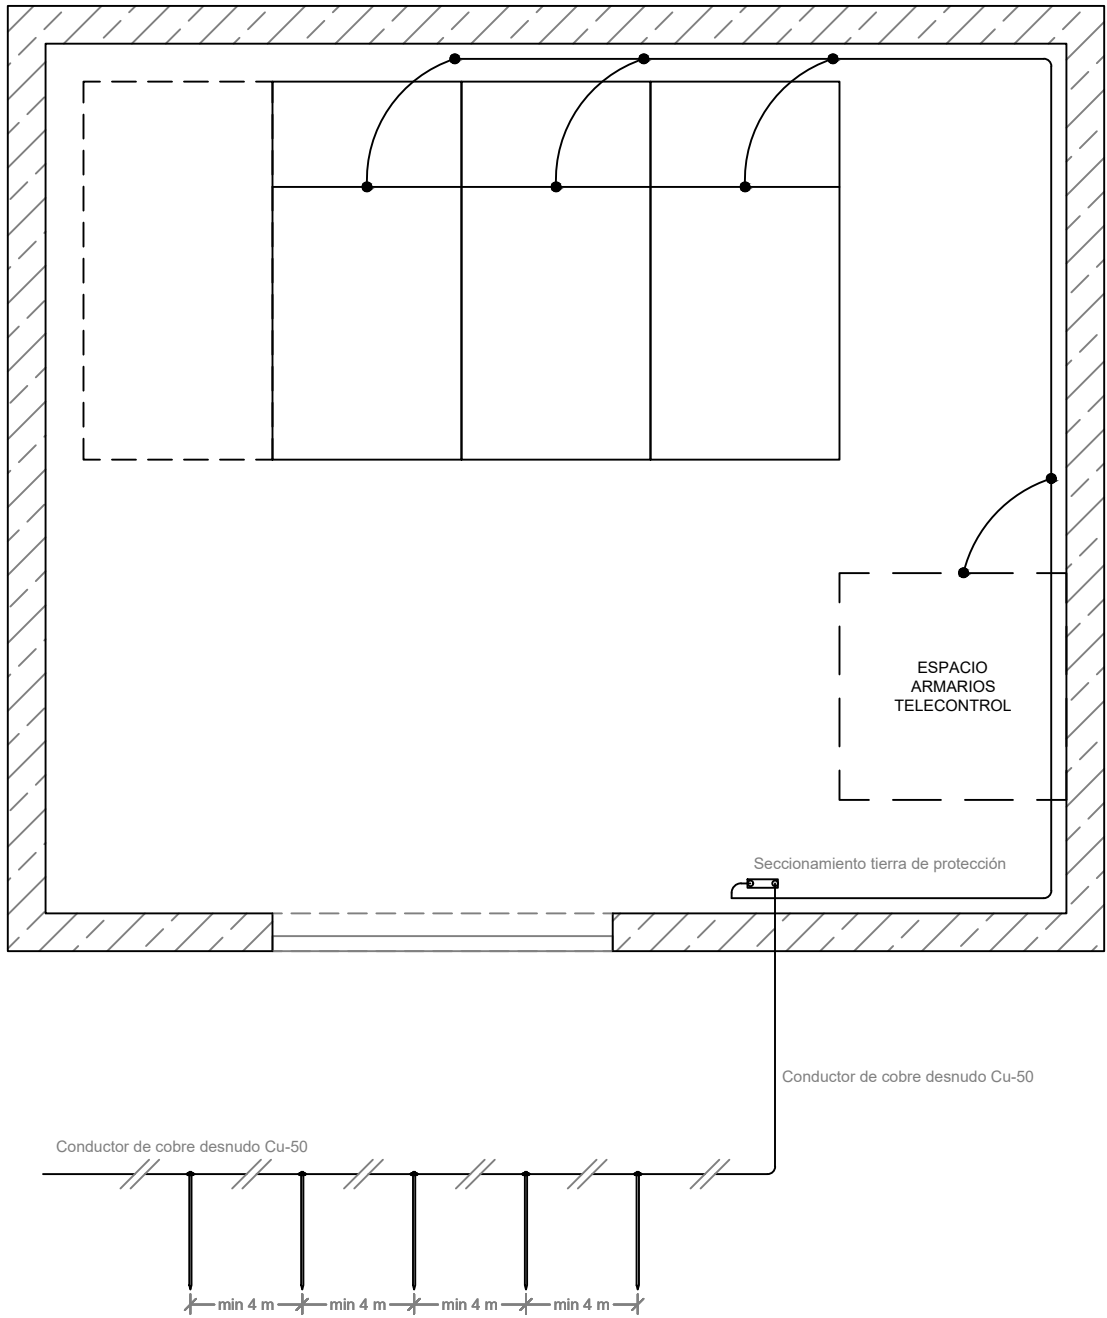 ESPACIO
ARMARIOS
TELECONTROL
Seccionamiento tierra de protección
Conductor de cobre desnudo Cu-50
Conductor de cobre desnudo Cu-50
min 4 m
min 4 m
min 4 m
min 4 m